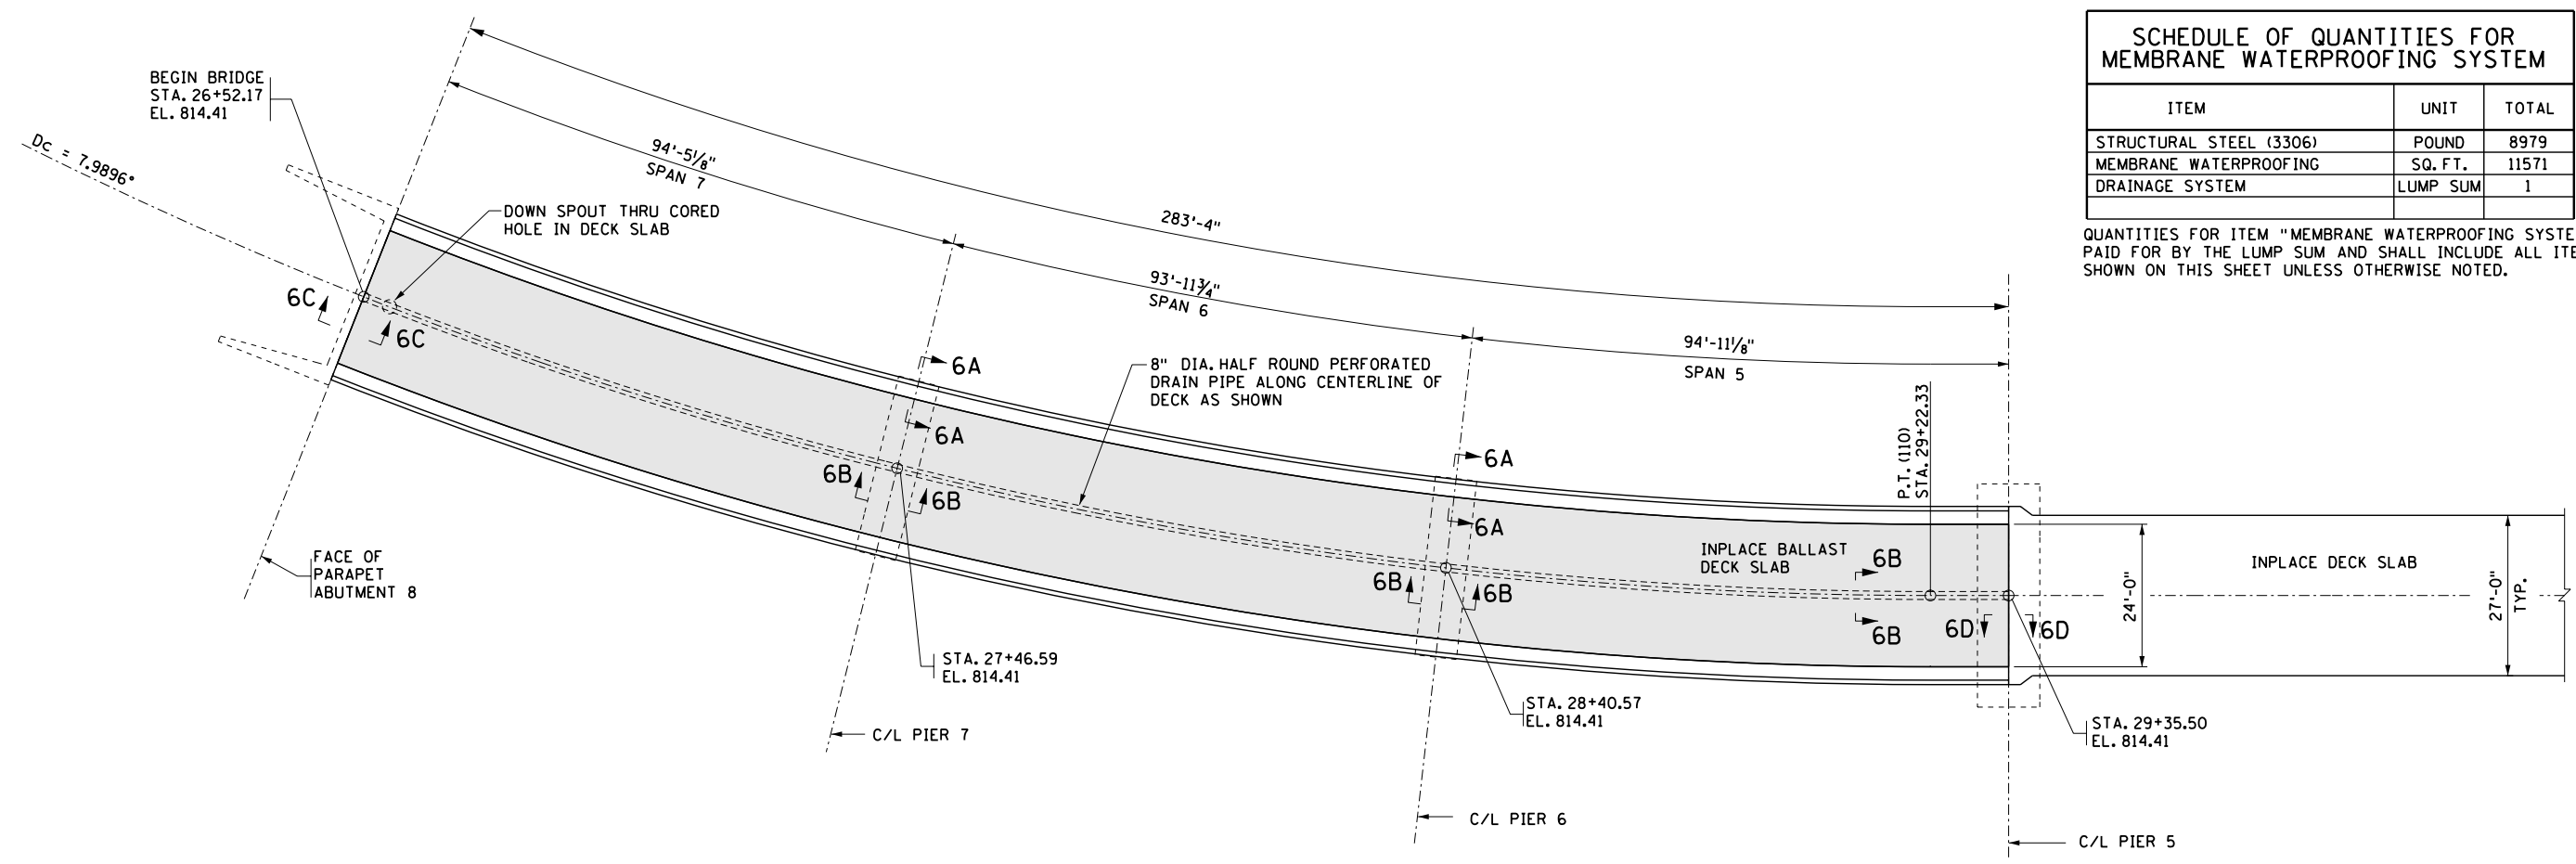 SCHEDULE OF QUANTITIES FOR
MEMBRANE WATERPROOFING SYSTEM
ITEM UNIT TOTAL
STRUCTURAL STEEL (3306) POUND 8979
MEMBRANE WATERPROOFING SQ. FT. 11571
DRAINAGE SYSTEM LUMP SUM 1
QUANTITIES FOR ITEM "MEMBRANE WATERPROOFING SYSTE
PAID FOR BY THE LUMP SUM AND SHALL INCLUDE ALL ITE
SHOWN ON THIS SHEET UNLESS OTHERWISE NOTED.
BEGIN BRIDGE
STA. 26+52.17
EL. 814.41
Dc = 7.9896°
94'-5⅛"
SPAN 7
283'-4"
DOWN SPOUT THRU CORED
HOLE IN DECK SLAB
93'-11¾"
SPAN 6
94'-11⅛"
SPAN 5
6C
6C
6A
8" DIA. HALF ROUND PERFORATED
DRAIN PIPE ALONG CENTERLINE OF
DECK AS SHOWN
6A
6A
6A
6B
6B
P.T. (110)
STA. 29+22.33
INPLACE BALLAST
DECK SLAB
6B
6B
6B
6B
6D
6D
24'-0"
INPLACE DECK SLAB
27'-0"
TYP.
FACE OF
PARAPET
ABUTMENT 8
STA. 27+46.59
EL. 814.41
STA. 28+40.57
EL. 814.41
STA. 29+35.50
EL. 814.41
C/L PIER 7
C/L PIER 6
C/L PIER 5